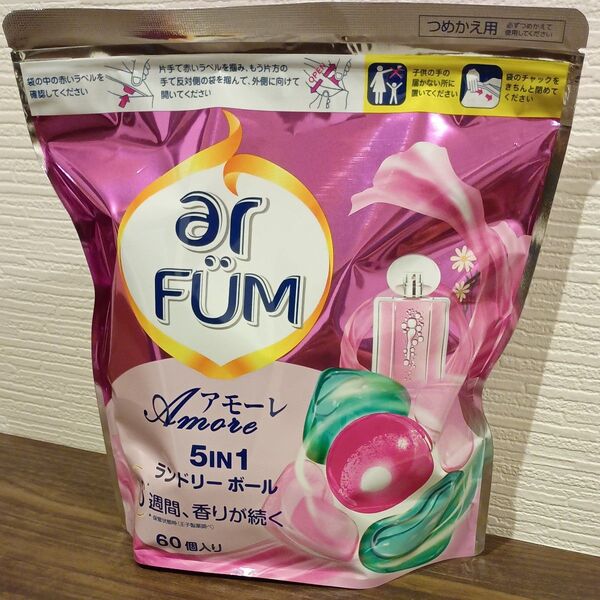 つめかえ用
必ずつめかえて
使用してください
袋の中の赤いラベルを
確認してください
片手で赤いラベルを掴み、もう片方の
手で反対側の袋を掴んで、外側に向けて
開いてください
OPEN
子供の手の
届かない所に
置いてください
袋のチャックを
きちんと閉めて
ください
ar
FÜM
アモーレ
Amore
5IN1
ランドリー ボール
週間、香りが続く
60個入り